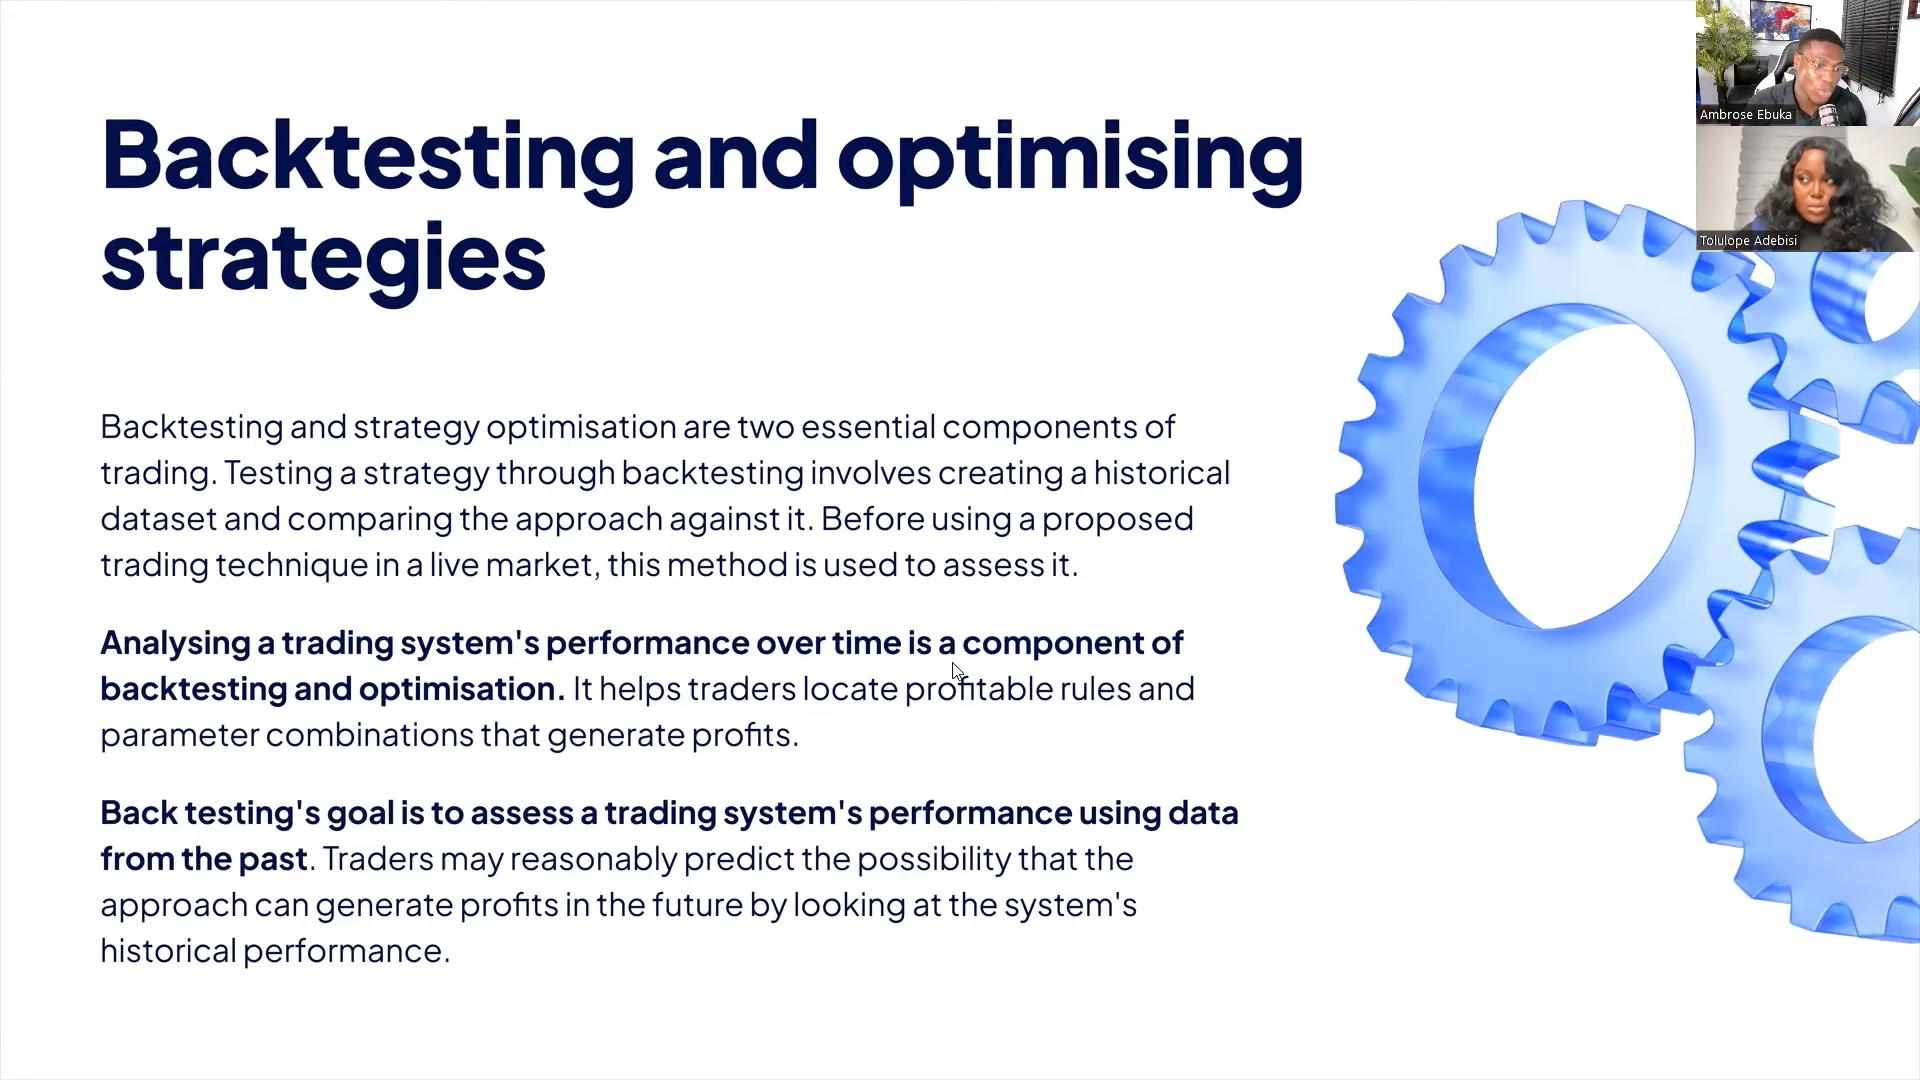 Backtesting and optimising
strategies
Backtesting and strategy optimisation are two essential components of
trading. Testing a strategy through backtesting involves creating a historical
dataset and comparing the approach against it. Before using a proposed
trading technique in a live market, this method is used to assess it.
Analysing a trading system's performance over time is a component of
backtesting and optimisation. It helps traders locate profitable rules and
parameter combinations that generate profits.
Back testing's goal is to assess a trading system's performance using data
from the past. Traders may reasonably predict the possibility that the
approach can generate profits in the future by looking at the system's
historical performance.
Ambrose Ebuka
Tolulope Adebisi